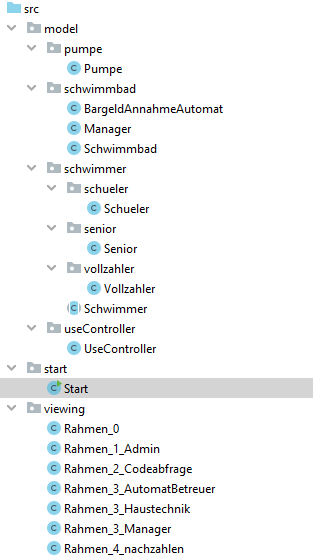 src
model
pumpe
Pumpe
schwimmbad
BargeldAnnahmeAutomat
Manager
Schwimmbad
schwimmer
schueler
Schueler
senior
Senior
vollzahler
Vollzahler
Schwimmer
useController
UseController
start
Start
viewing
Rahmen_0
Rahmen_1_Admin
Rahmen_2_Codeabfrage
Rahmen_3_AutomatBetreuer
Rahmen_3_Haustechnik
Rahmen_3_Manager
Rahmen_4_nachzahlen